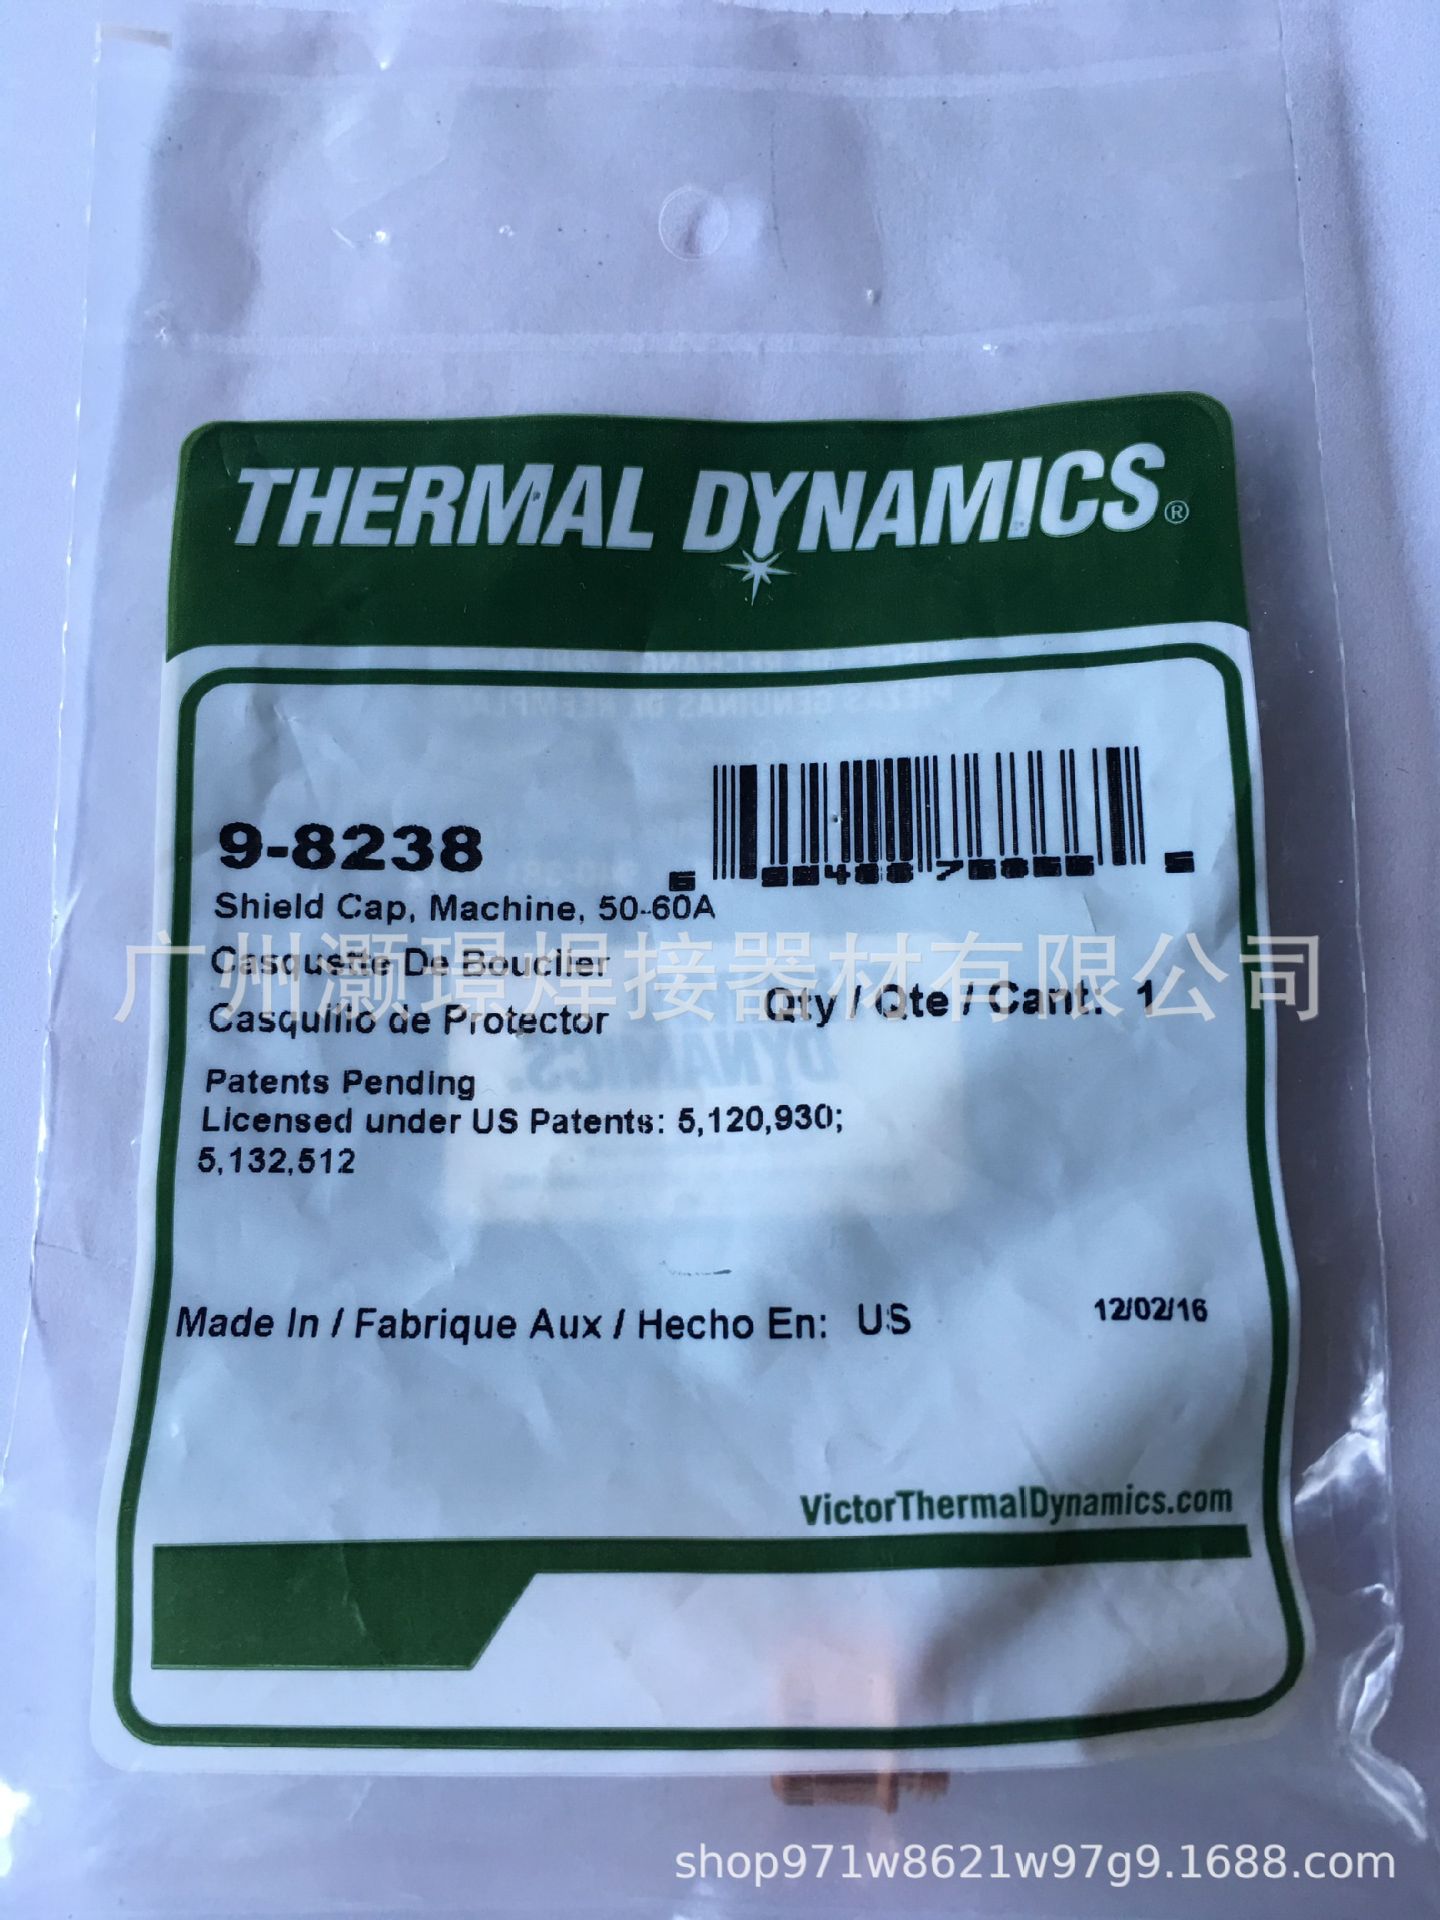 THERMAL DYNAMICS®
9-8238
Shield Cap, Machine, 50-60A
Casquette De Bouclier
Casquillo de Protector
Qty / Qte / Cant: 1
广州灏璟焊接器材有限公司
Patents Pending
Licensed under US Patents: 5,120,930;
5,132,512
Made In / Fabrique Aux / Hecho En: US
12/02/16
VictorThermalDynamics.com
shop971w8621w97g9.1688.com